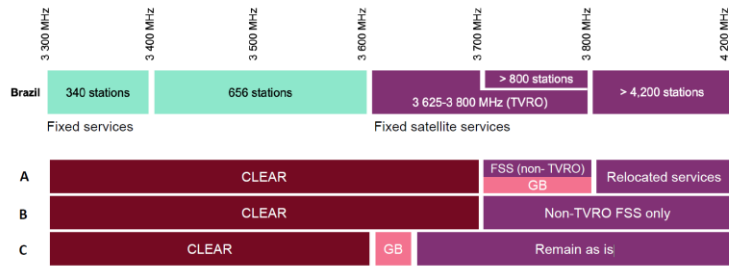 3 300 MHz
3 400 MHz
3 500 MHz
3 600 MHz
3 700 MHz
3 800 MHz
4 200 MHz
Brazil
340 stations
656 stations
> 800 stations
3 625-3 800 MHz (TVRO)
> 4,200 stations
Fixed services
Fixed satellite services
A
CLEAR
FSS (non- TVRO)
GB
Relocated services
B
CLEAR
Non-TVRO FSS only
C
CLEAR
GB
Remain as is